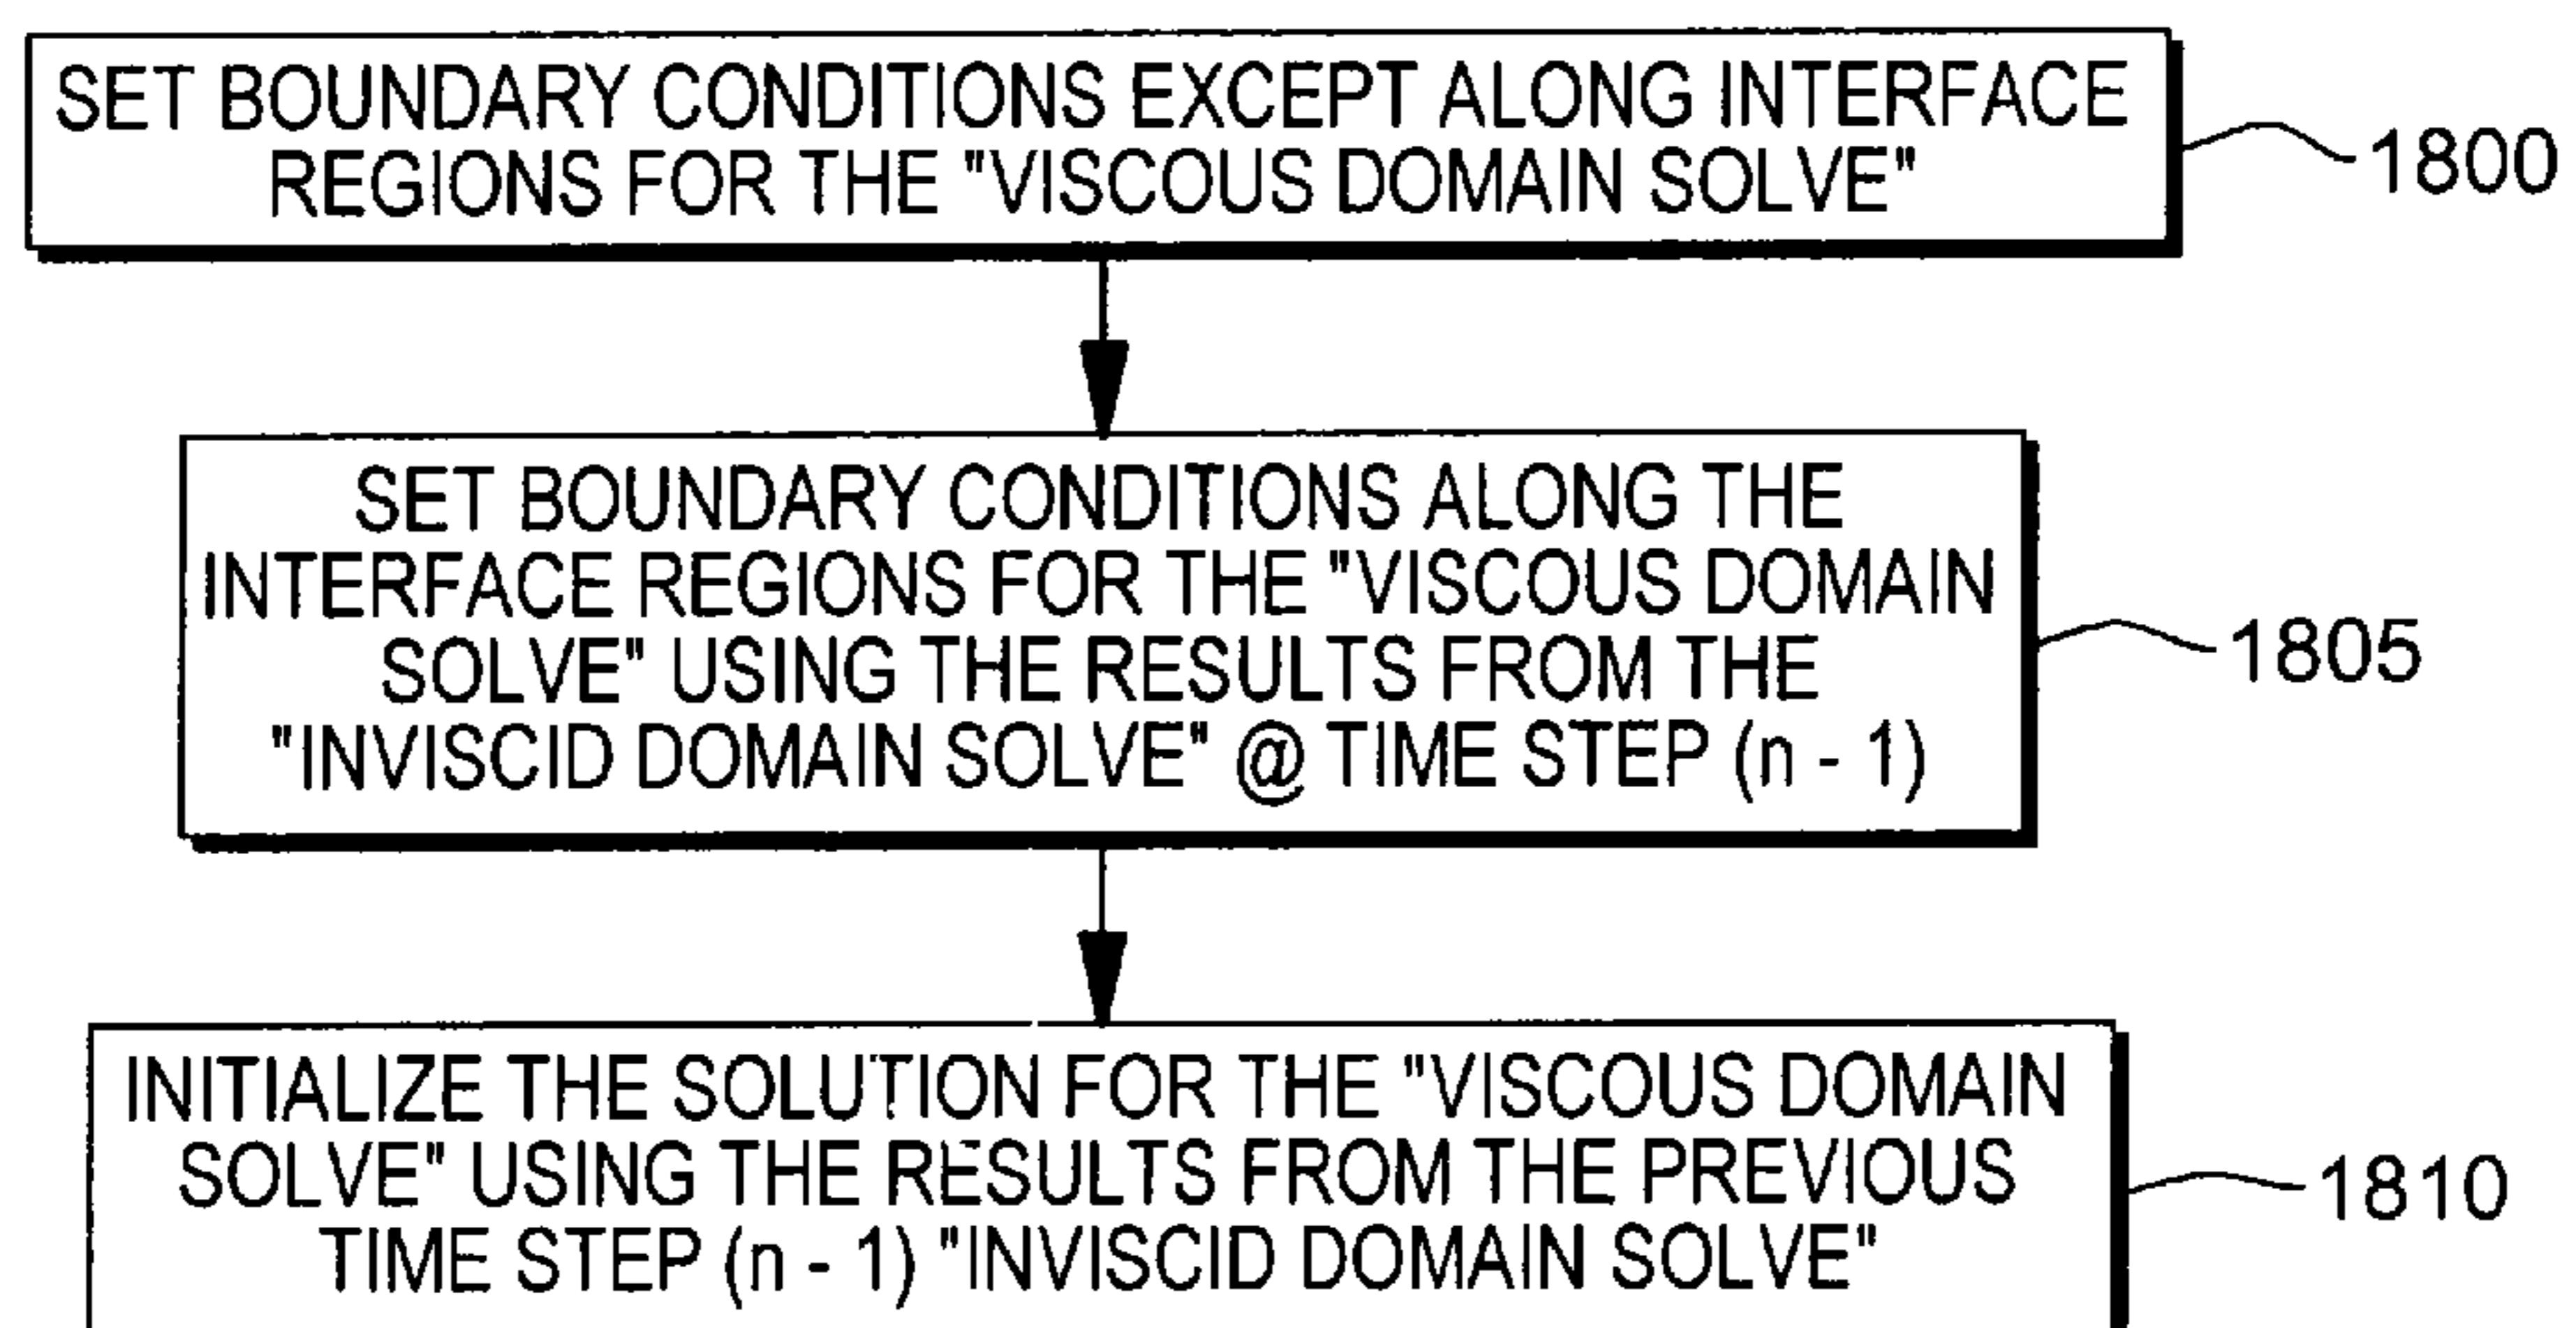 SET BOUNDARY CONDITIONS EXCEPT ALONG INTERFACE
REGIONS FOR THE "VISCOUS DOMAIN SOLVE"
1800
SET BOUNDARY CONDITIONS ALONG THE
INTERFACE REGIONS FOR THE "VISCOUS DOMAIN
SOLVE" USING THE RESULTS FROM THE
"INVISCID DOMAIN SOLVE" @ TIME STEP (n - 1)
1805
INITIALIZE THE SOLUTION FOR THE "VISCOUS DOMAIN
SOLVE" USING THE RESULTS FROM THE PREVIOUS
TIME STEP (n - 1) "INVISCID DOMAIN SOLVE"
1810